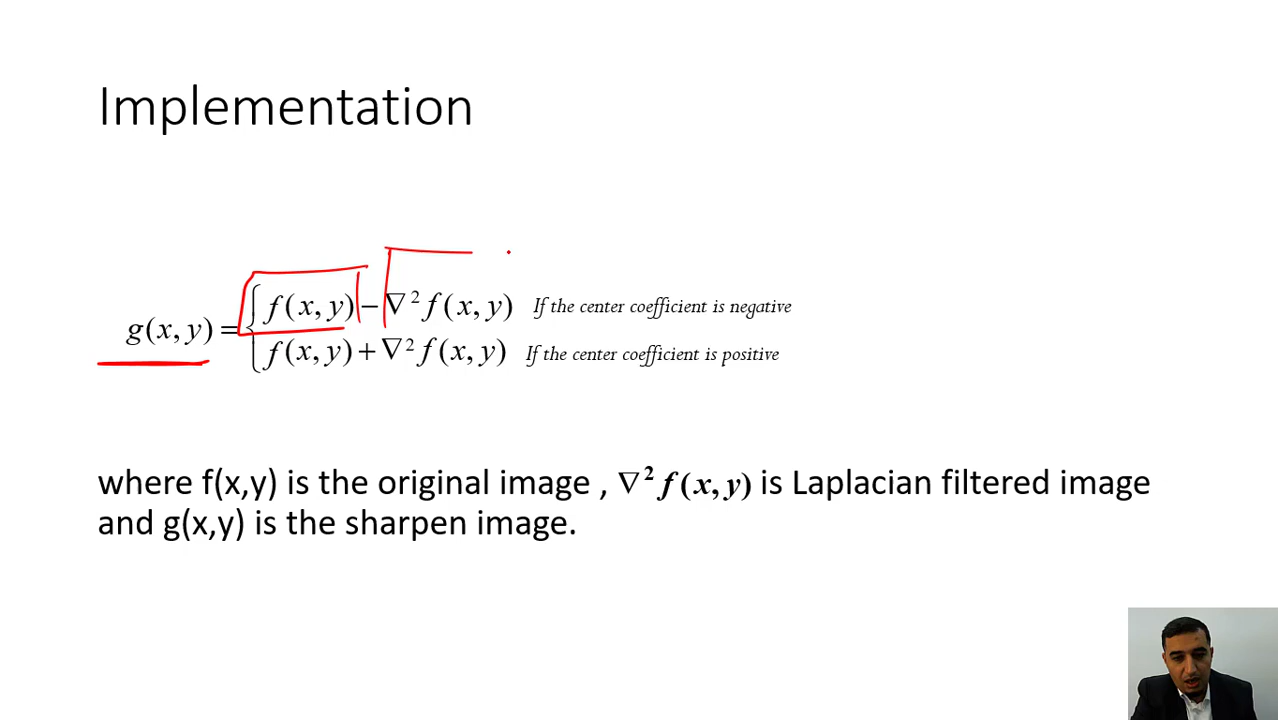 Implementation
g(x, y) = { f(x, y) − ∇²f(x, y) If the center coefficient is negative
f(x, y) + ∇²f(x, y) If the center coefficient is positive
where f(x,y) is the original image , ∇²f(x, y) is Laplacian filtered image
and g(x,y) is the sharpen image.